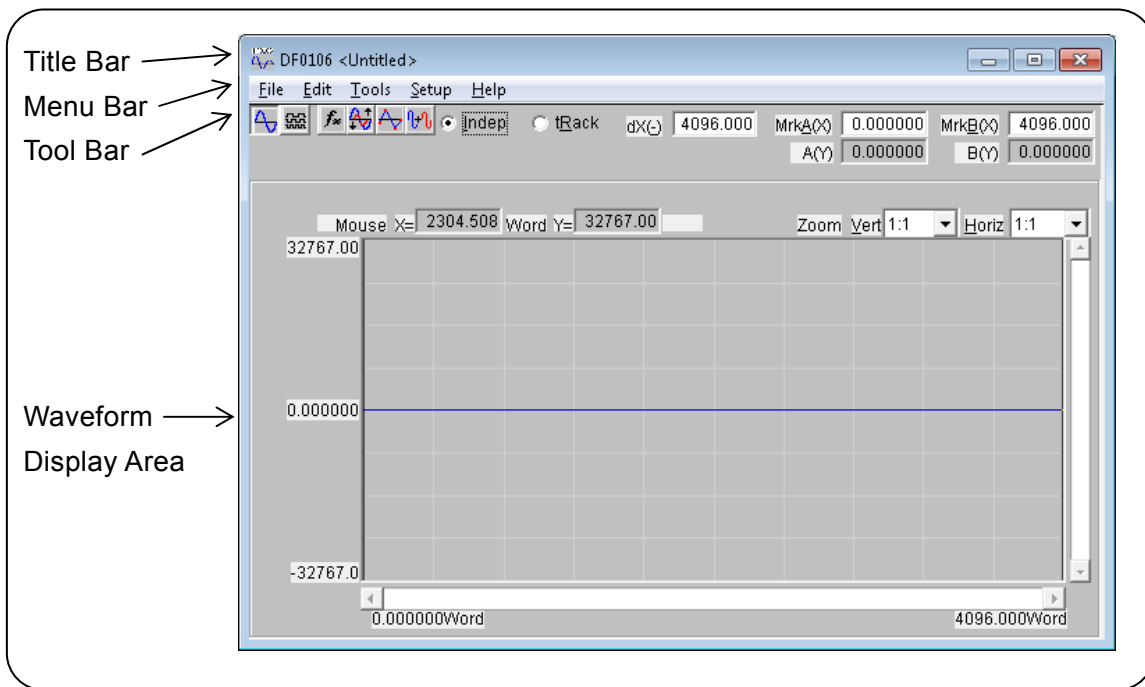 Title Bar
DF0106 <Untitled>
Menu Bar
File Edit Tools Setup Help
Tool Bar
Indep tRack dX(-) 4096.000 MrkA(X) 0.000000 MrkB(X) 4096.000
A(Y) 0.000000 B(Y) 0.000000
Mouse X= 2304.508 Word Y= 32767.00 Zoom Vert 1:1 Horiz 1:1
32767.00
Waveform
Display Area
0.000000
-32767.0
0.000000Word 4096.000Word